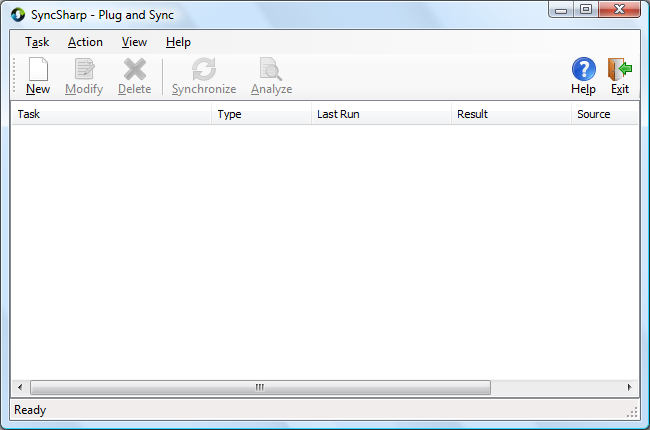 SyncSharp - Plug and Sync
Task Action View Help
New Modify Delete Synchronize Analyze Help Exit
Task Type Last Run Result Source
Ready